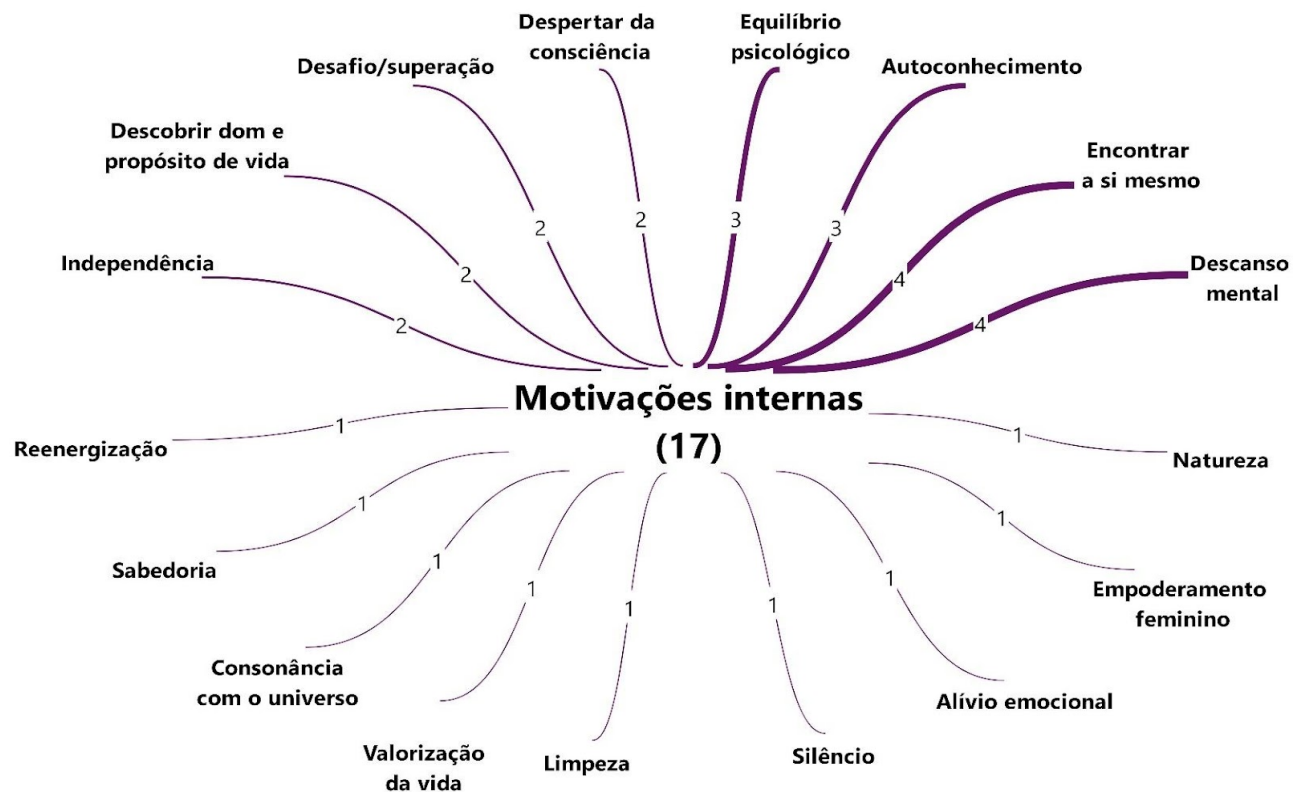 Despertar da
consciência
Equilíbrio
psicológico
Desafio/superação
Autoconhecimento
Descobrir dom e
propósito de vida
Encontrar
a si mesmo
Independência
Descanso
mental
2
2
3
3
2
4
2
4
Motivações internas
(17)
1
1
Reenergização
Natureza
1
1
Sabedoria
Empoderamento
feminino
1
1
1
1
1
Consonância
com o universo
Alívio emocional
Valorização
da vida
Limpeza
Silêncio